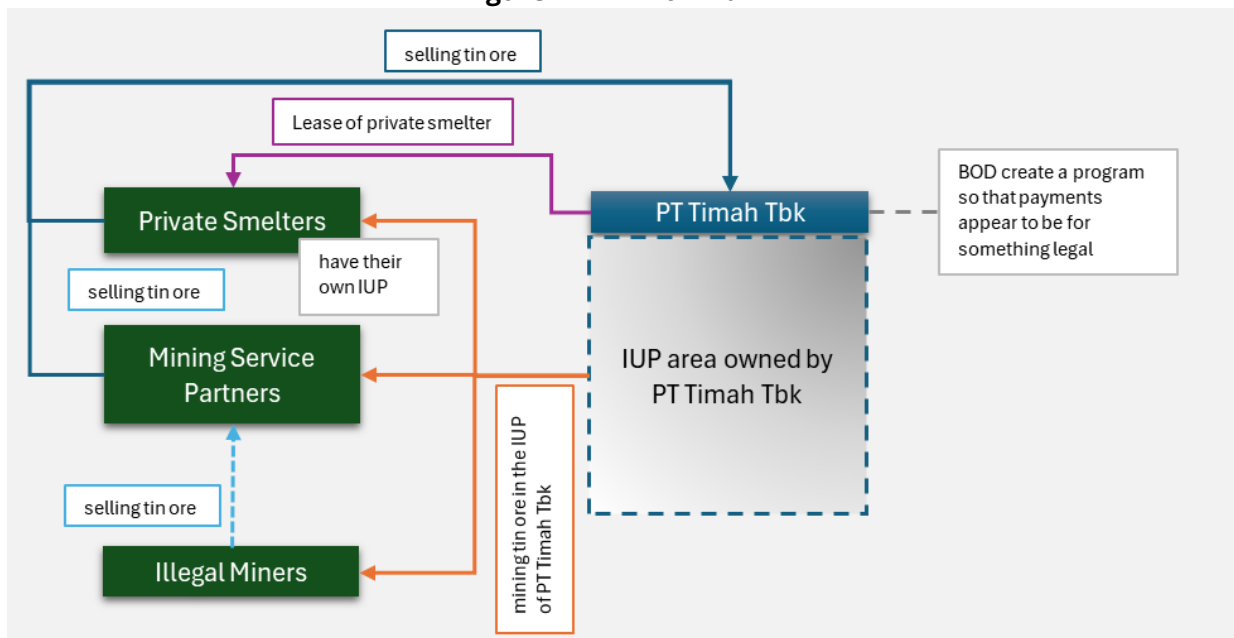 selling tin ore
Lease of private smelter
BOD create a program
so that payments
appear to be for
something legal
Private Smelters
PT Timah Tbk
have their
own IUP
selling tin ore
Mining Service
Partners
IUP area owned by
PT Timah Tbk
mining tin ore in the IUP
of PT Timah Tbk
selling tin ore
Illegal Miners